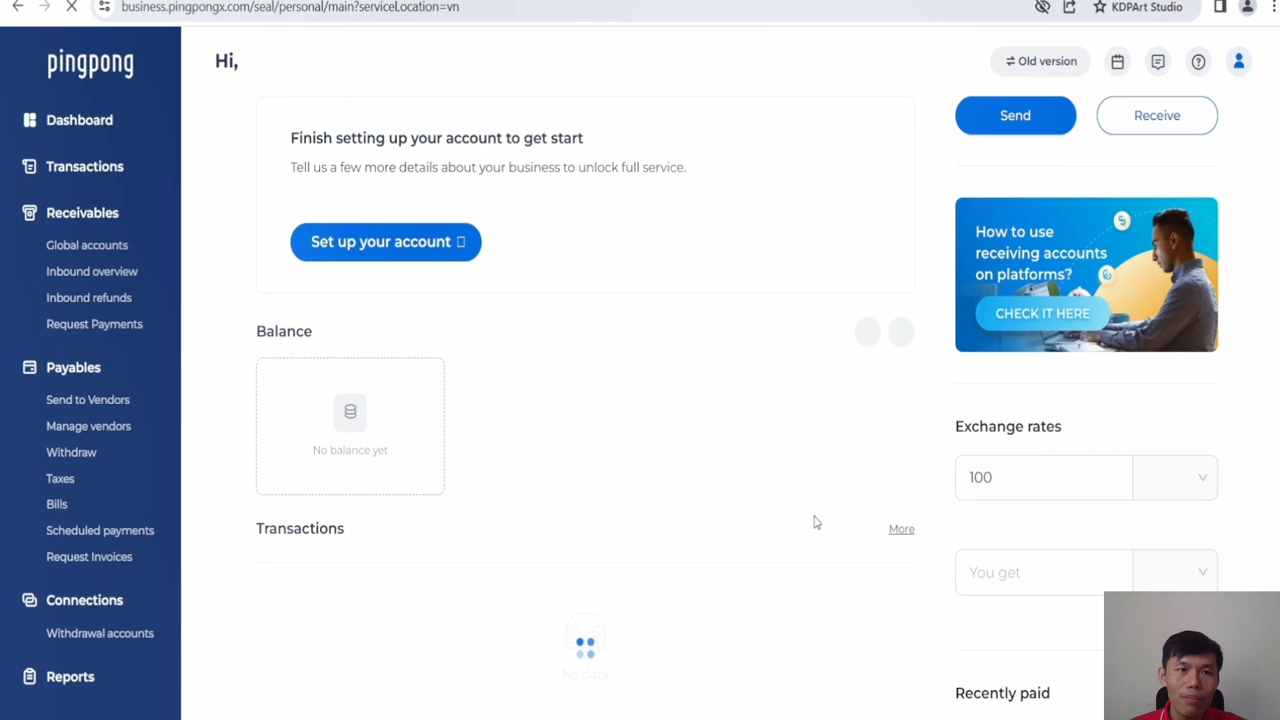 business.pingpongx.com/seal/personal/main?serviceLocation=vn
KDPArt Studio
pingpong
Dashboard
Transactions
Receivables
Global accounts
Inbound overview
Inbound refunds
Request Payments
Payables
Send to Vendors
Manage vendors
Withdraw
Taxes
Bills
Scheduled payments
Request Invoices
Connections
Withdrawal accounts
Reports
Hi,
Old version
Finish setting up your account to get start
Tell us a few more details about your business to unlock full service.
Set up your account
Balance
No balance yet
Transactions
More
No data
Send
Receive
How to use
receiving accounts
on platforms?
CHECK IT HERE
Exchange rates
100
You get
Recently paid